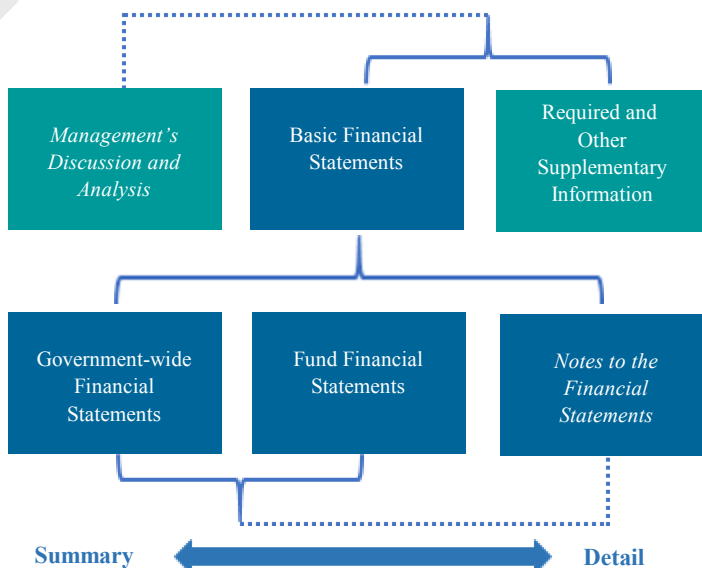 Management's
Discussion and
Analysis
Basic Financial
Statements
Required and
Other
Supplementary
Information
Government-wide
Financial
Statements
Fund Financial
Statements
Notes to the
Financial
Statements
Summary
Detail